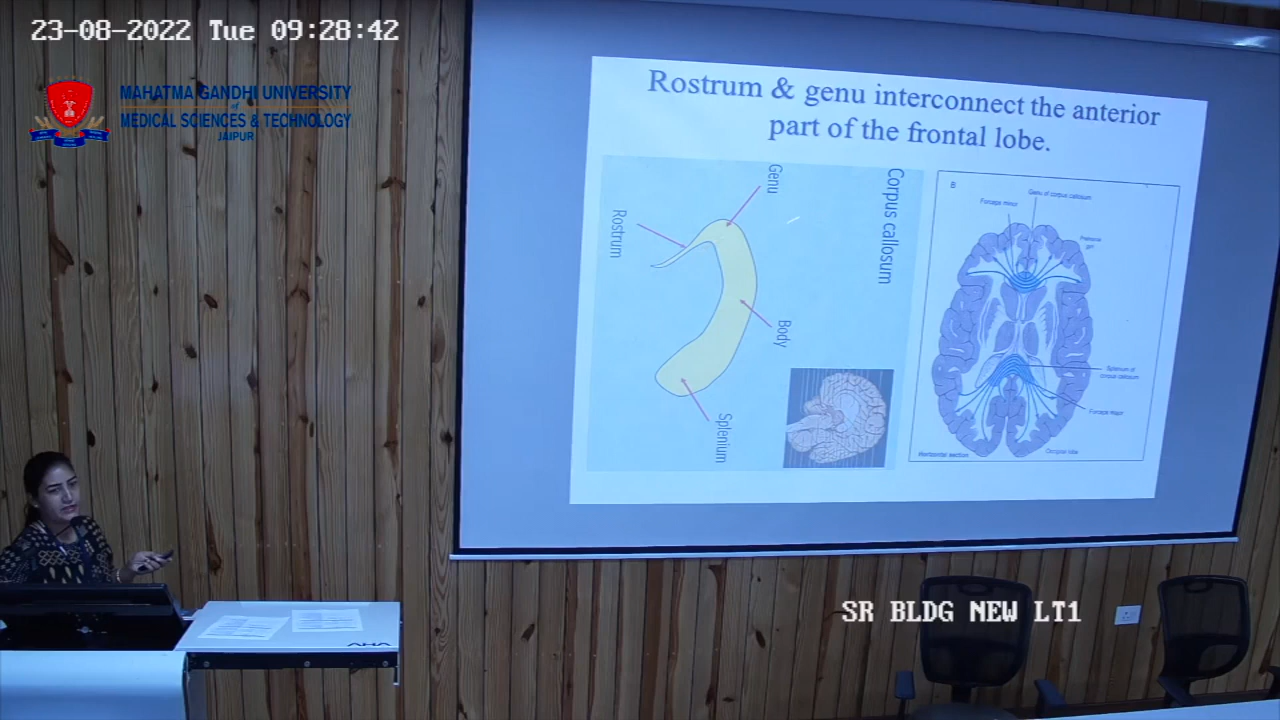 23-08-2022 Tue 09:28:42
MAHATMA GANDHI UNIVERSITY
of
MEDICAL SCIENCES & TECHNOLOGY
JAIPUR
Rostrum & genu interconnect the anterior
part of the frontal lobe.
Genu
Rostrum
Corpus callosum
Body
Splenium
B
Genu of corpus callosum
Forceps minor
Splenium of
corpus callosum
Forceps major
Horizontal section
Occipital lobe
AHA
SR BLDG NEW LT1